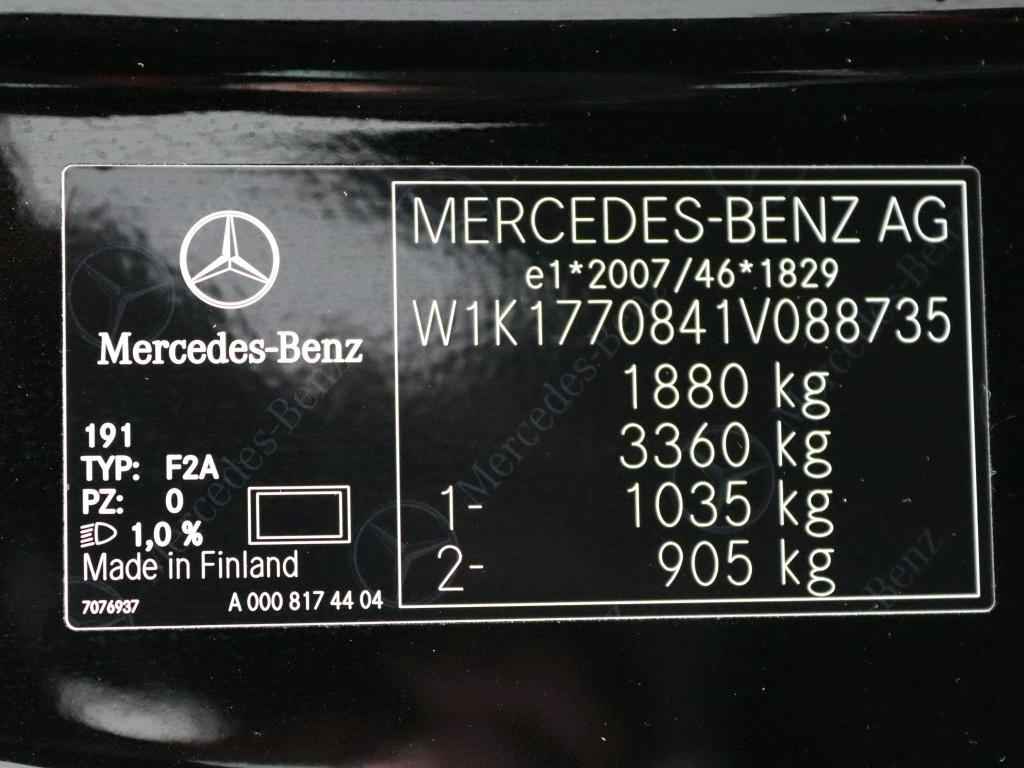 Mercedes-Benz
191
TYP: F2A
PZ: 0
1,0 %
Made in Finland
7076937 A 000 817 44 04
MERCEDES-BENZ AG
e1*2007/46*1829
W1K1770841V088735
1880 kg
3360 kg
1- 1035 kg
2- 905 kg